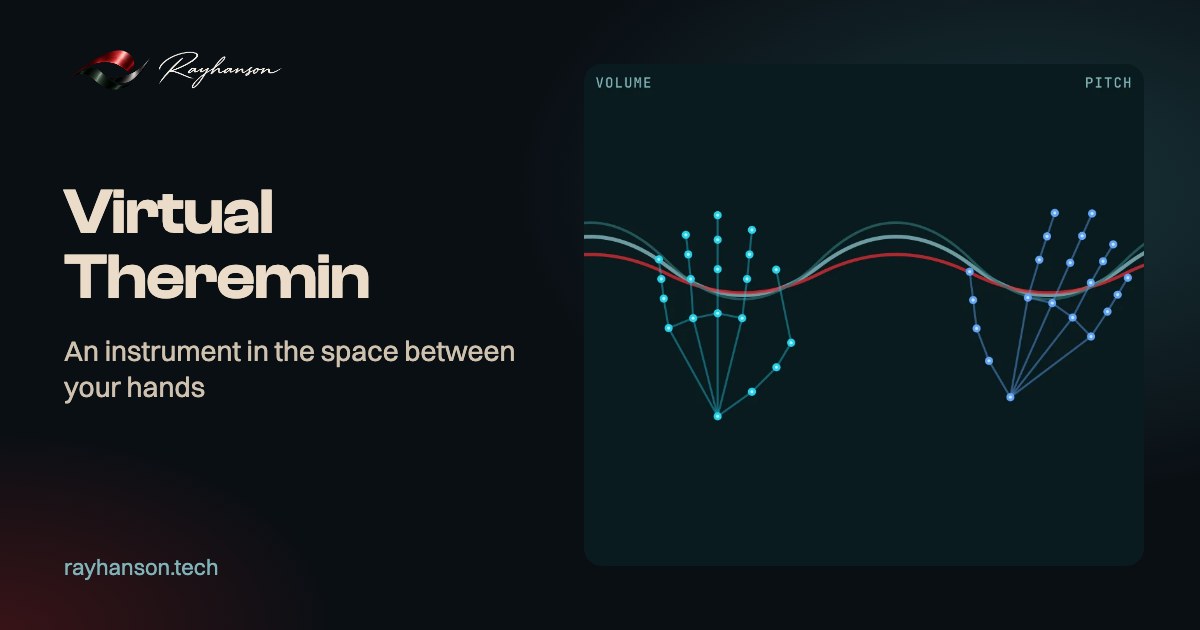 Rayhanson
VOLUME
PITCH
Virtual
Theremin
An instrument in the space between
your hands
rayhanson.tech